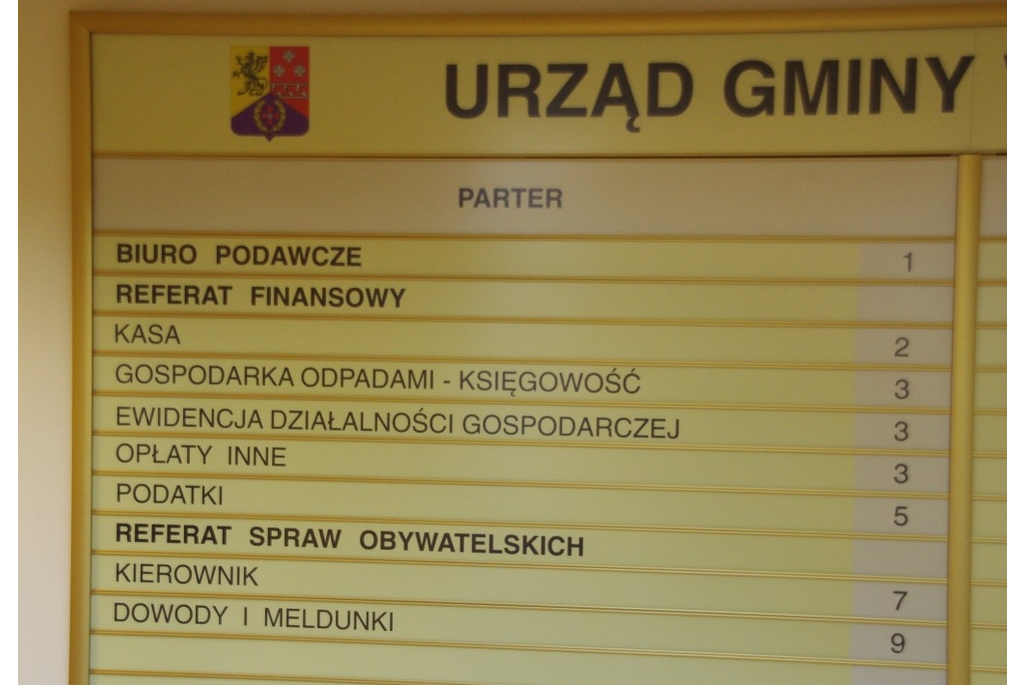 URZĄD GMINY
PARTER
BIURO PODAWCZE 1
REFERAT FINANSOWY
KASA 2
GOSPODARKA ODPADAMI - KSIĘGOWOŚĆ 3
EWIDENCJA DZIAŁALNOŚCI GOSPODARCZEJ 3
OPŁATY INNE 3
PODATKI 5
REFERAT SPRAW OBYWATELSKICH
KIEROWNIK 7
DOWODY I MELDUNKI 9